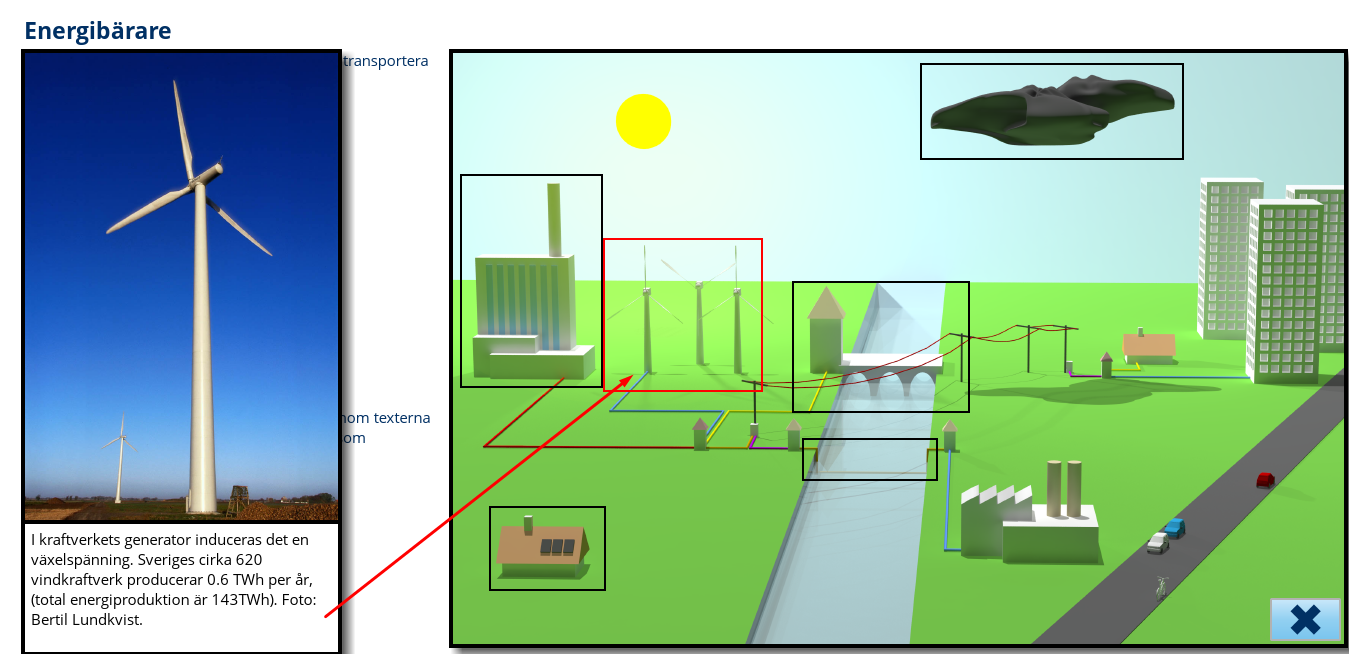 Energibärare
transportera
nom texterna
om
I kraftverkets generator induceras det en
växelspänning. Sveriges cirka 620
vindkraftverk producerar 0.6 TWh per år,
(total energiproduktion är 143TWh). Foto:
Bertil Lundkvist.